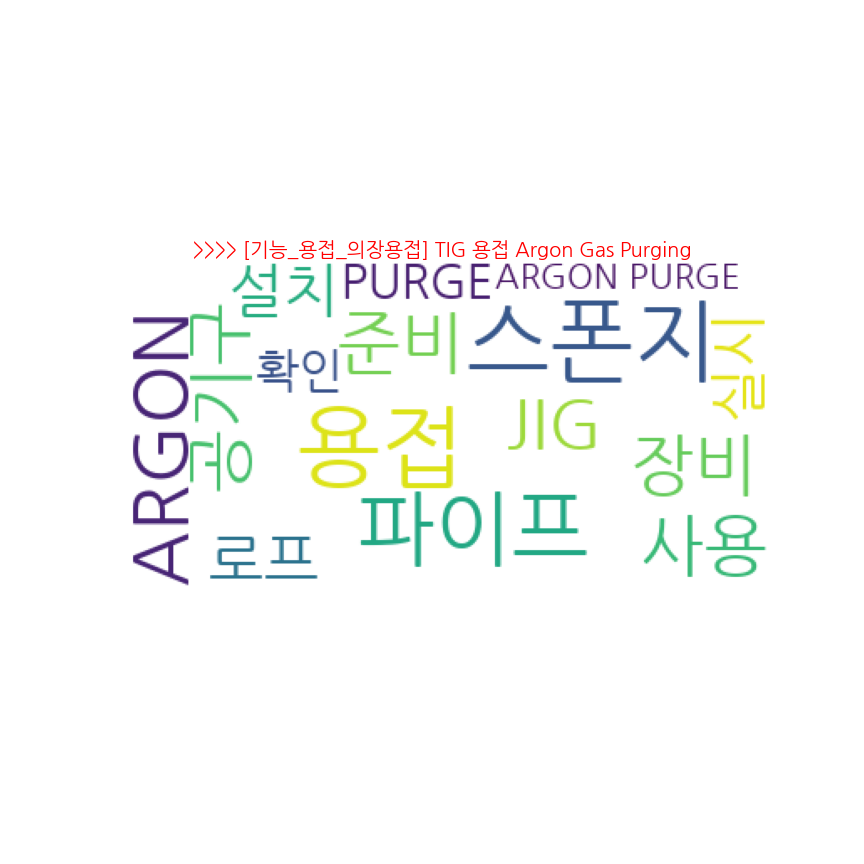 >>>> [기능_용접_의장용접] TIG 용접 Argon Gas Purging
설치
PURGE
ARGON PURGE
ARGON
공기구
확인
준비
스폰지
실시
용접
JIG
장비
파이프
로프
사용